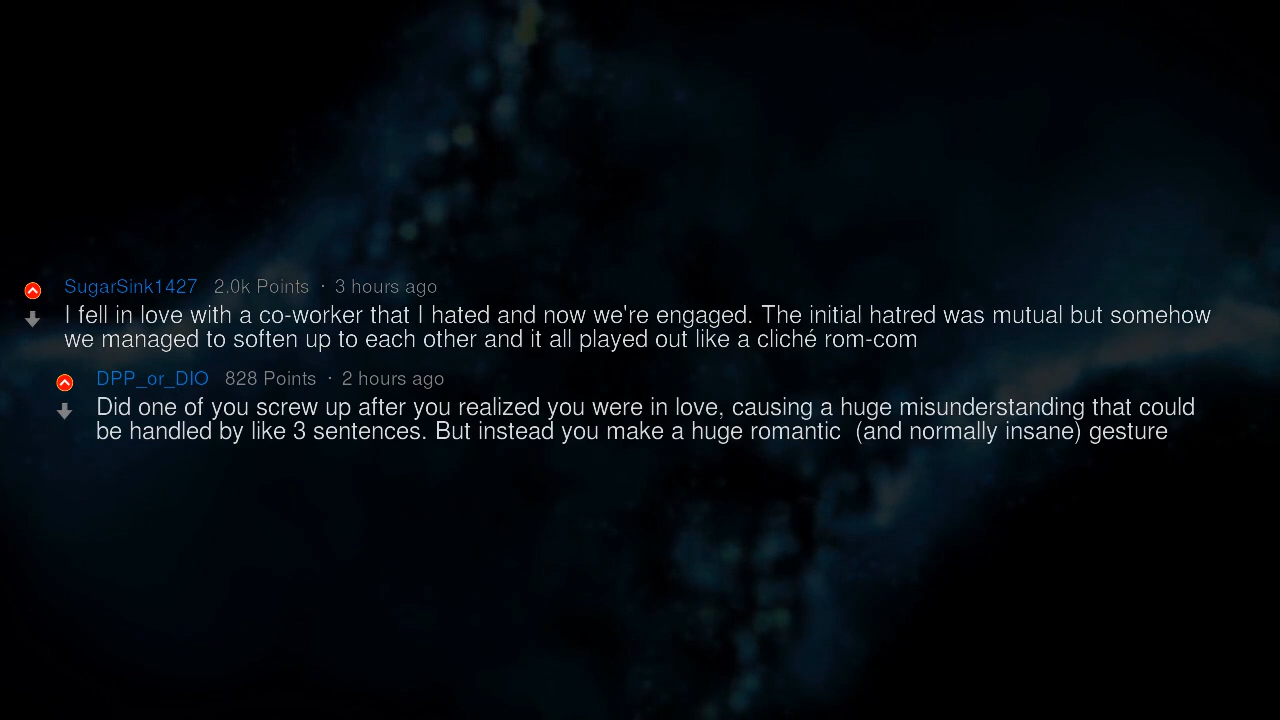 SugarSink1427 2.0k Points · 3 hours ago
I fell in love with a co-worker that I hated and now we're engaged. The initial hatred was mutual but somehow
we managed to soften up to each other and it all played out like a cliché rom-com
DPP_or_DIO 828 Points · 2 hours ago
Did one of you screw up after you realized you were in love, causing a huge misunderstanding that could
be handled by like 3 sentences. But instead you make a huge romantic  (and normally insane) gesture